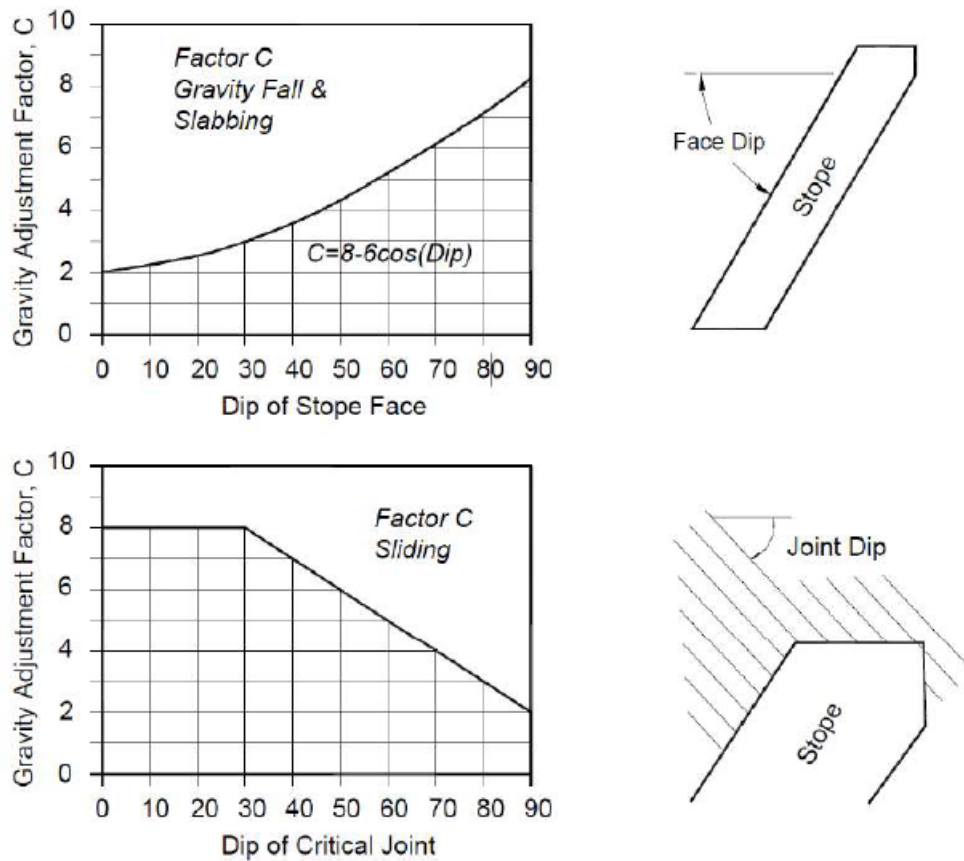 Gravity Adjustment Factor, C
10
8
6
4
2
0
Factor C
Gravity Fall &
Slabbing
C=8-6cos(Dip)
0 10 20 30 40 50 60 70 80 90
Dip of Stope Face
Face Dip
Stope
Gravity Adjustment Factor, C
10
8
6
4
2
0
Factor C
Sliding
0 10 20 30 40 50 60 70 80 90
Dip of Critical Joint
Joint Dip
Stope